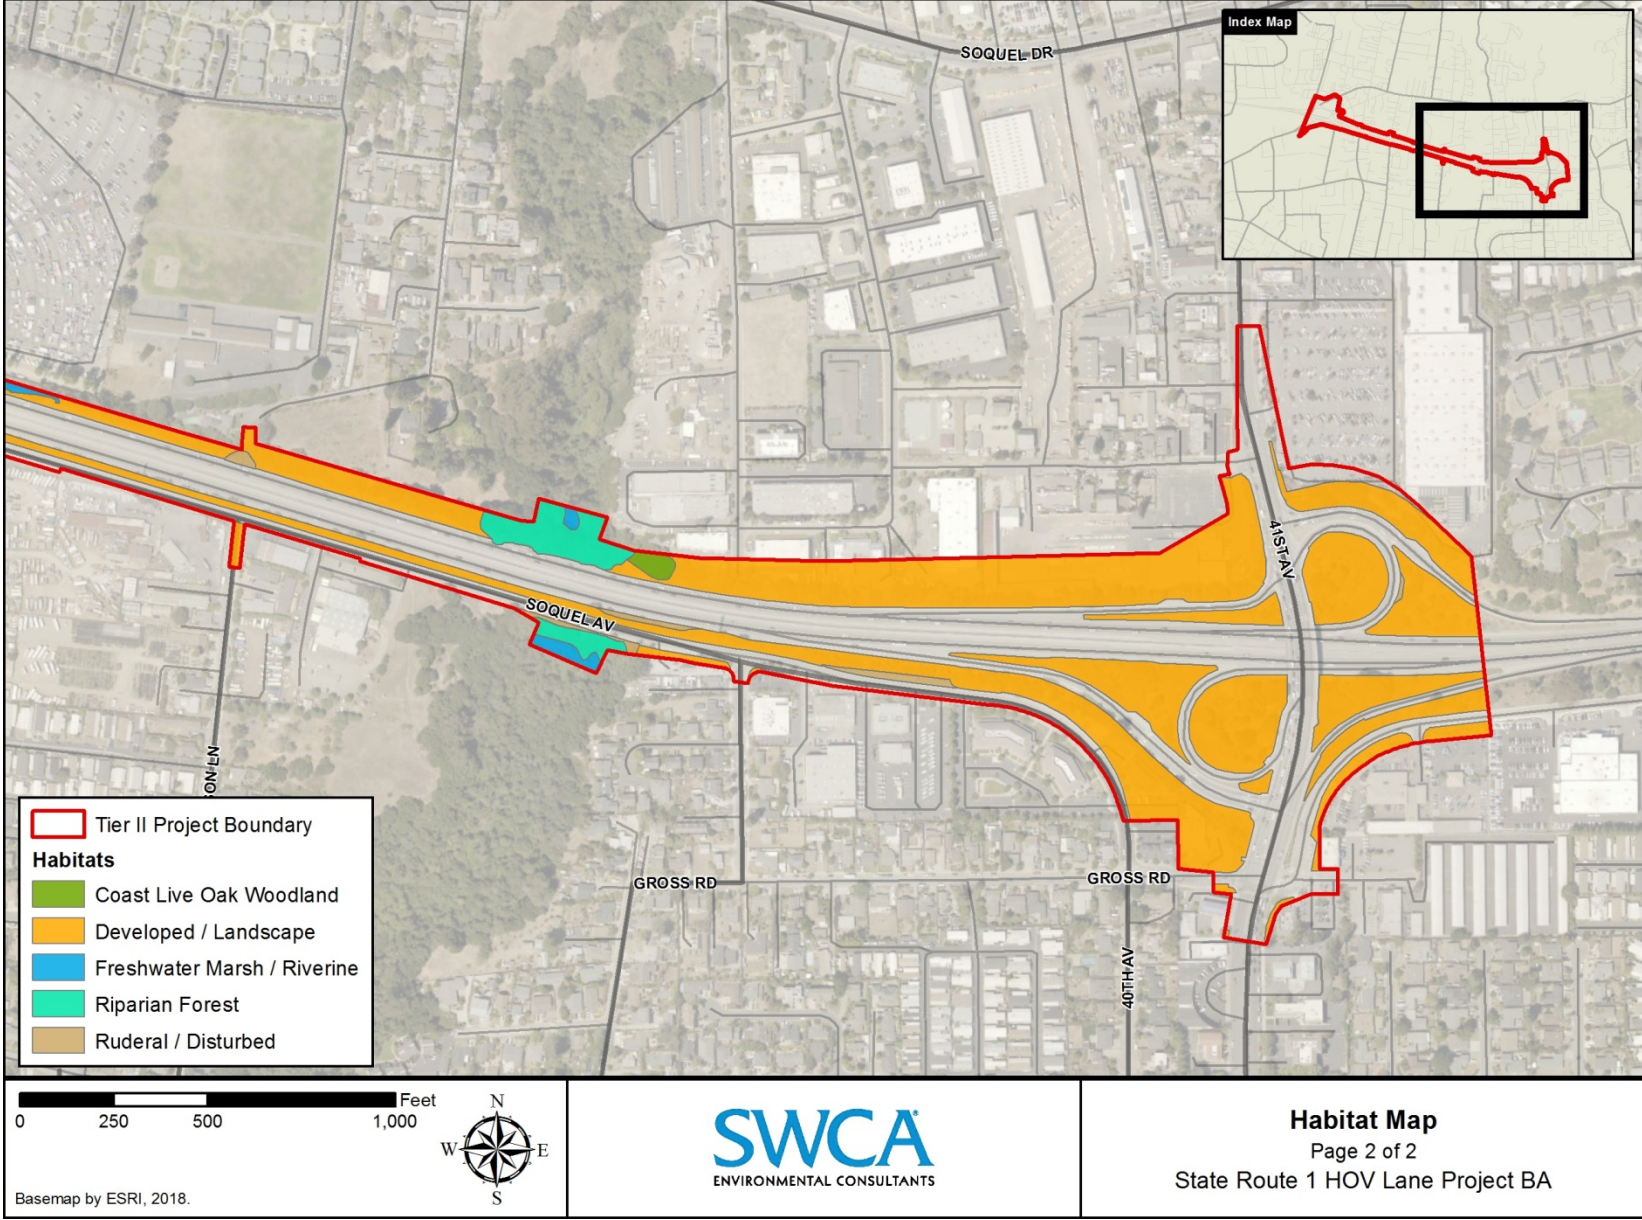 SOQUEL DR
Index Map
41ST AV
SOQUEL AV
SON LN
GROSS RD
GROSS RD
40TH AV
Tier II Project Boundary
Habitats
Coast Live Oak Woodland
Developed / Landscape
Freshwater Marsh / Riverine
Riparian Forest
Ruderal / Disturbed
Feet
0 250 500 1,000
N
W E
S
Basemap by ESRI, 2018.
SWCA
ENVIRONMENTAL CONSULTANTS
Habitat Map
Page 2 of 2
State Route 1 HOV Lane Project BA